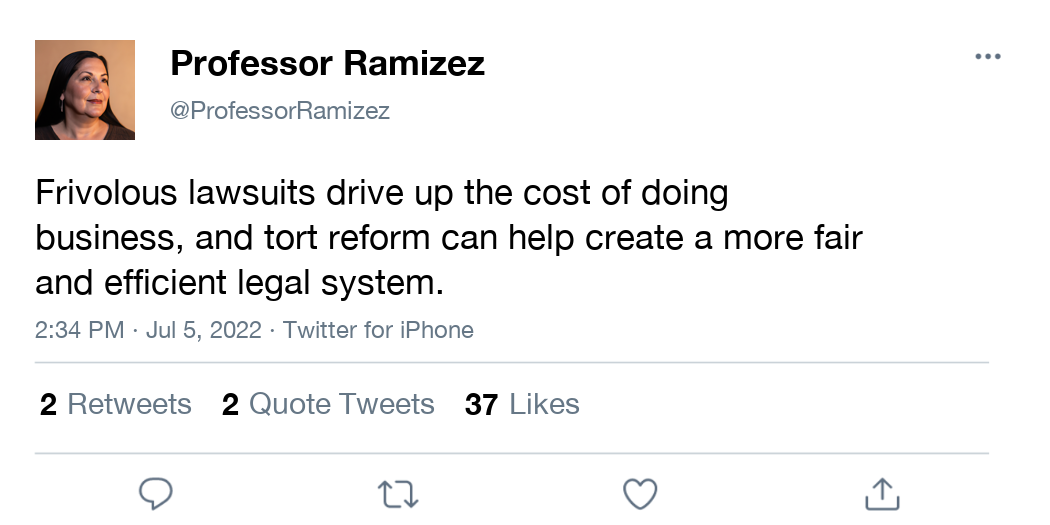 Professor Ramizez
@ProfessorRamizez
Frivolous lawsuits drive up the cost of doing
business, and tort reform can help create a more fair
and efficient legal system.
2:34 PM · Jul 5, 2022 · Twitter for iPhone
2 Retweets 2 Quote Tweets 37 Likes